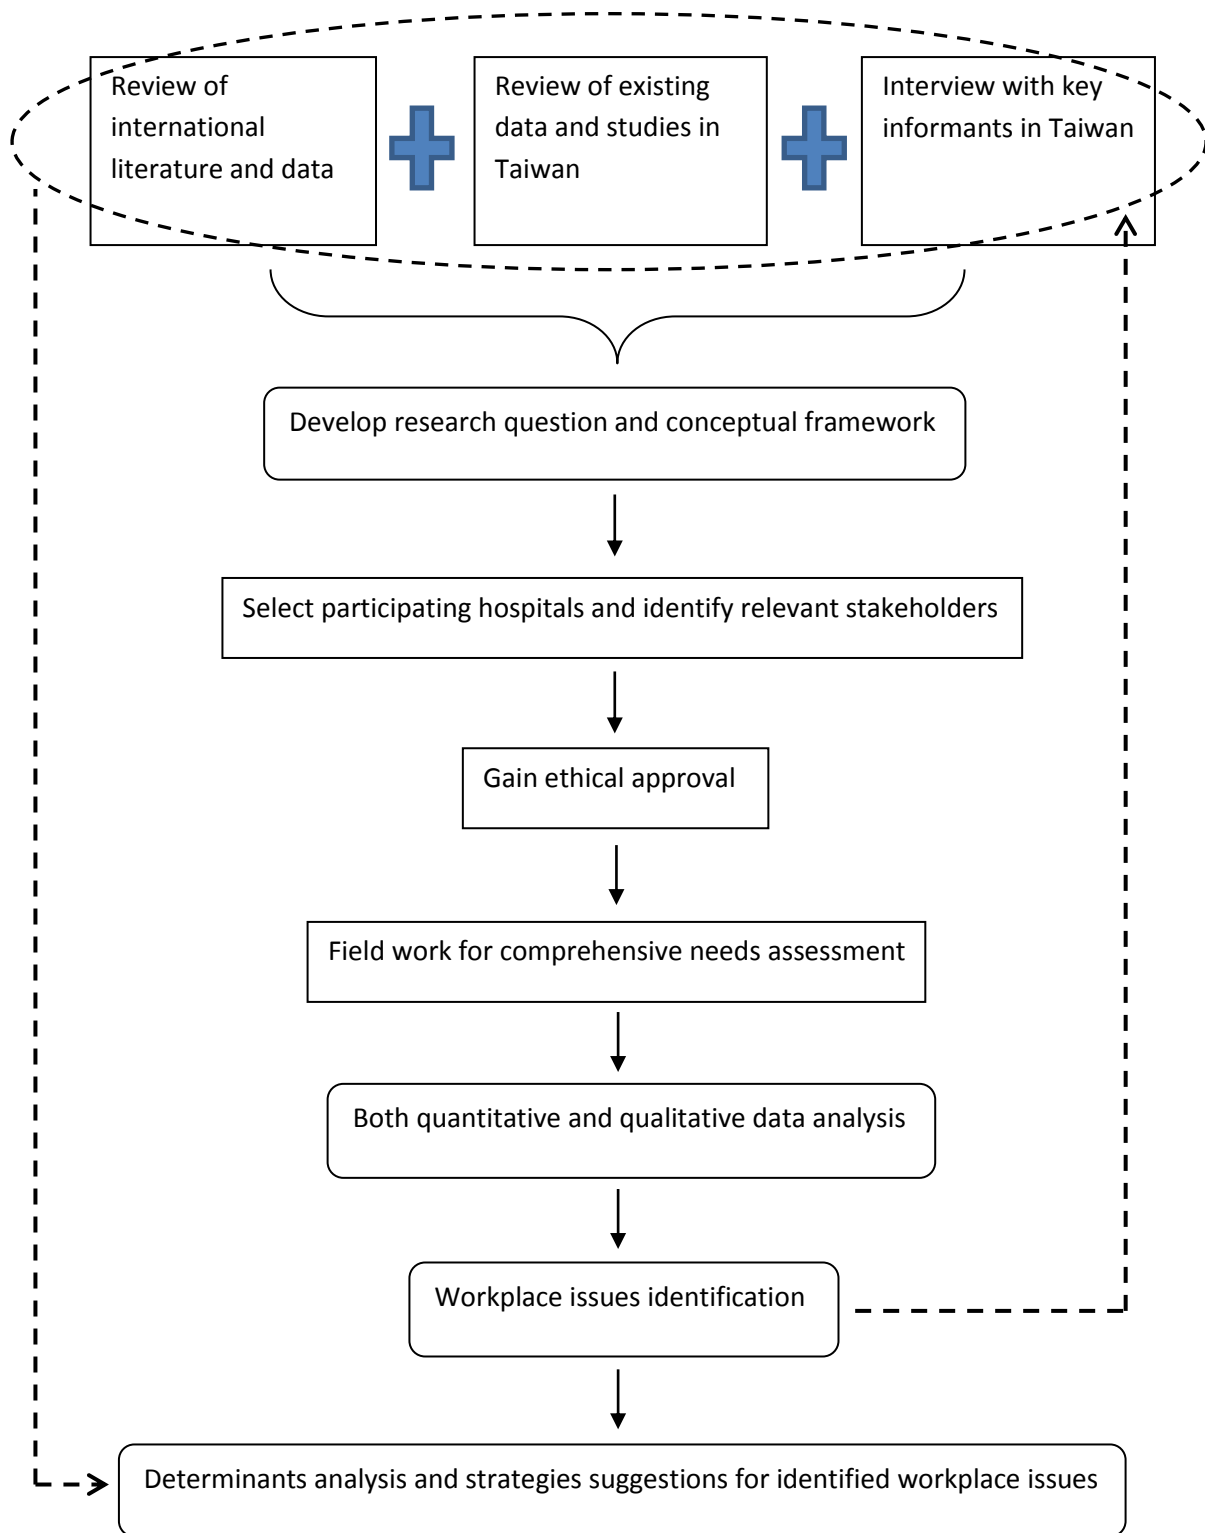 Review of
international
literature and data
Review of existing
data and studies in
Taiwan
Interview with key
informants in Taiwan
Develop research question and conceptual framework
Select participating hospitals and identify relevant stakeholders
Gain ethical approval
Field work for comprehensive needs assessment
Both quantitative and qualitative data analysis
Workplace issues identification
Determinants analysis and strategies suggestions for identified workplace issues